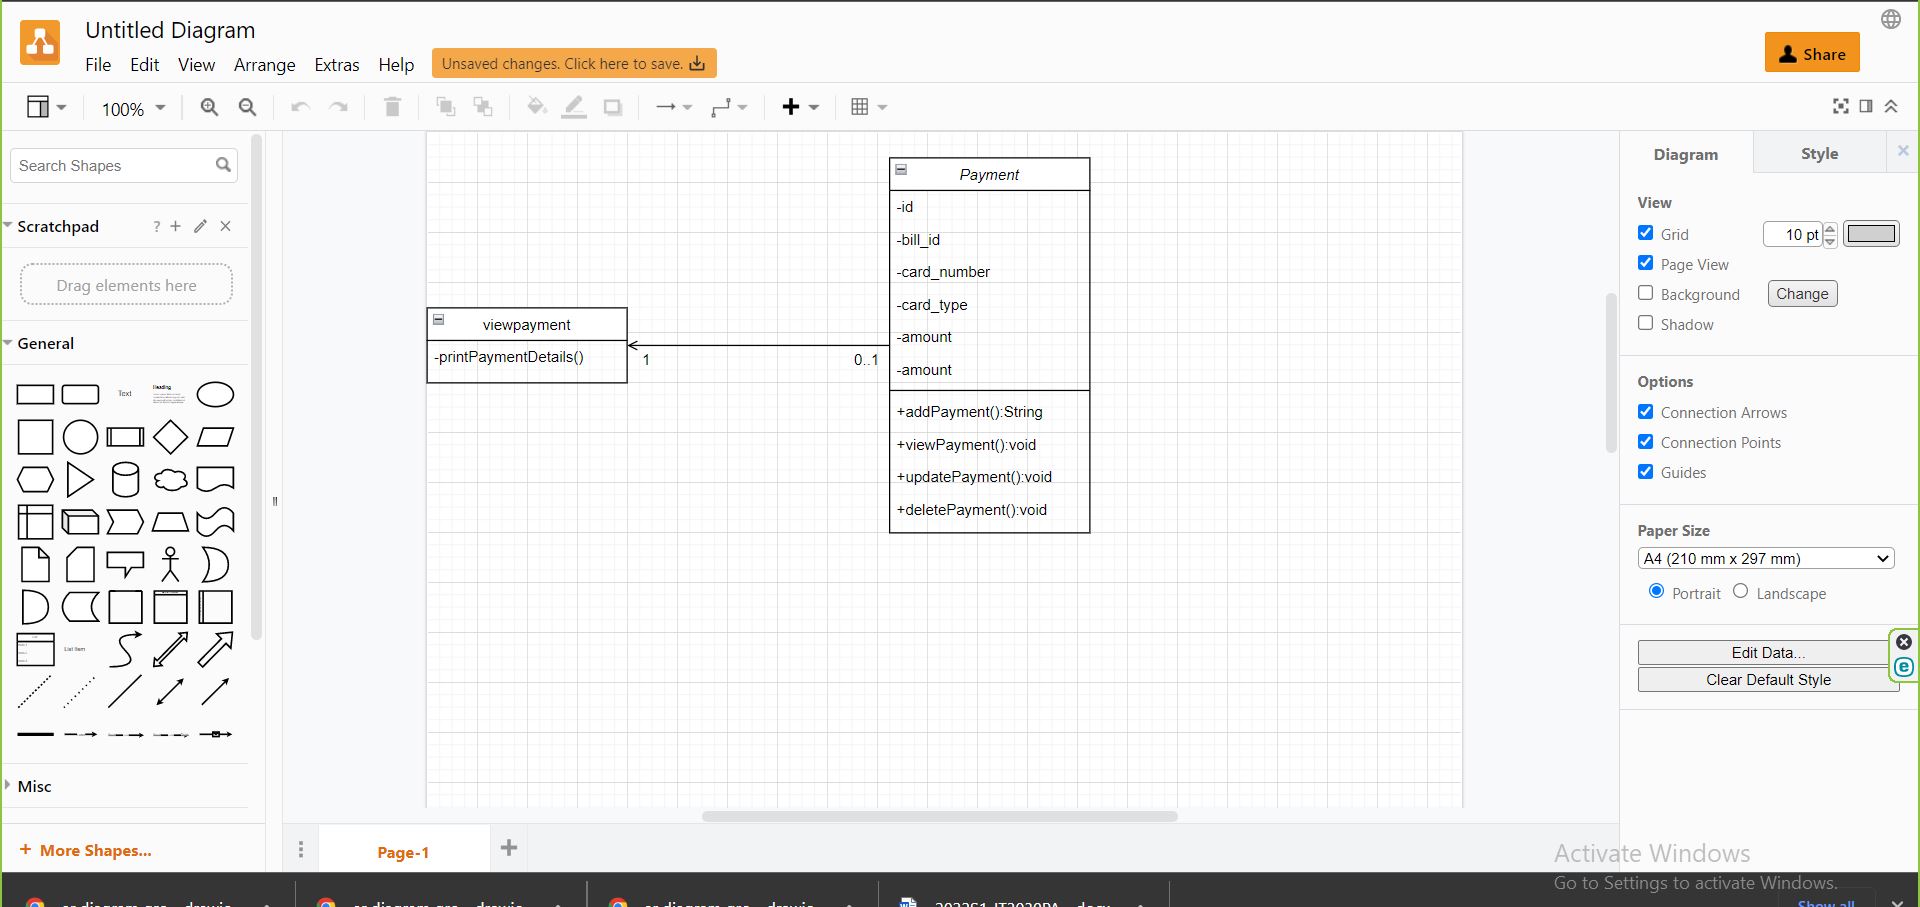 Untitled Diagram
File Edit View Arrange Extras Help Unsaved changes. Click here to save.
Share
100%
Search Shapes
Scratchpad ?
Drag elements here
General
Text
Heading
List Item
Misc
+ More Shapes...
Payment
-id
-bill_id
-card_number
-card_type
-amount
-amount
+addPayment():String
+viewPayment():void
+updatePayment():void
+deletePayment():void
viewpayment
-printPaymentDetails()
1 0..1
Page-1
Diagram Style
View
Grid 10 pt
Page View
Background Change
Shadow
Options
Connection Arrows
Connection Points
Guides
Paper Size
A4 (210 mm x 297 mm)
Portrait Landscape
Edit Data...
Clear Default Style
Activate Windows
Go to Settings to activate Windows.
Show all